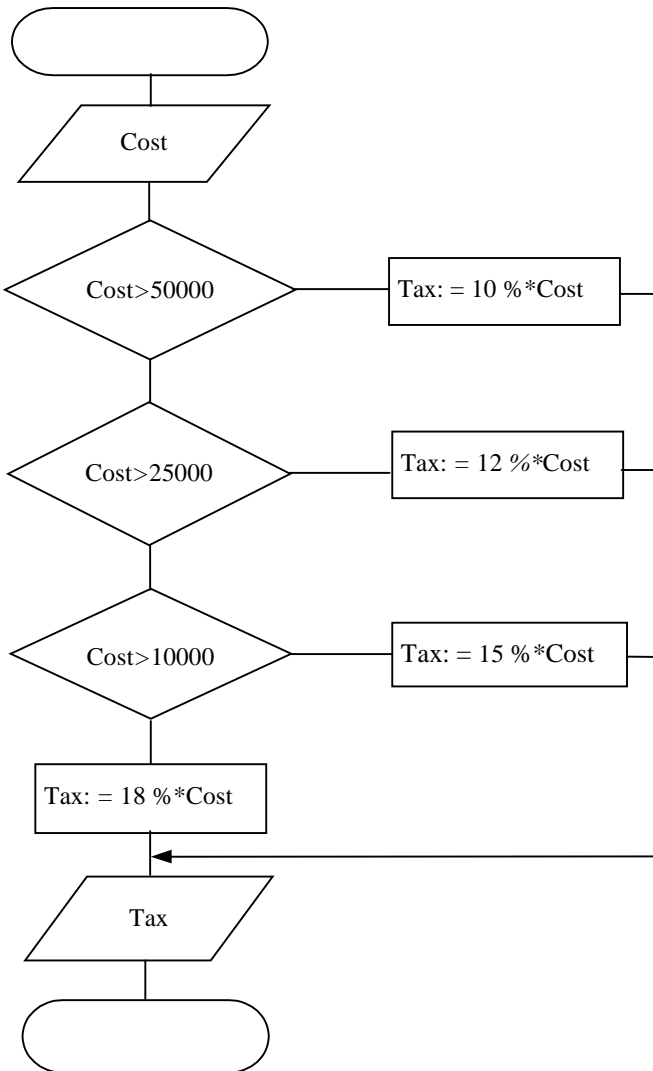 Cost
Cost>50000
Tax: = 10 %*Cost
Cost>25000
Tax: = 12 %*Cost
Cost>10000
Tax: = 15 %*Cost
Tax: = 18 %*Cost
Tax